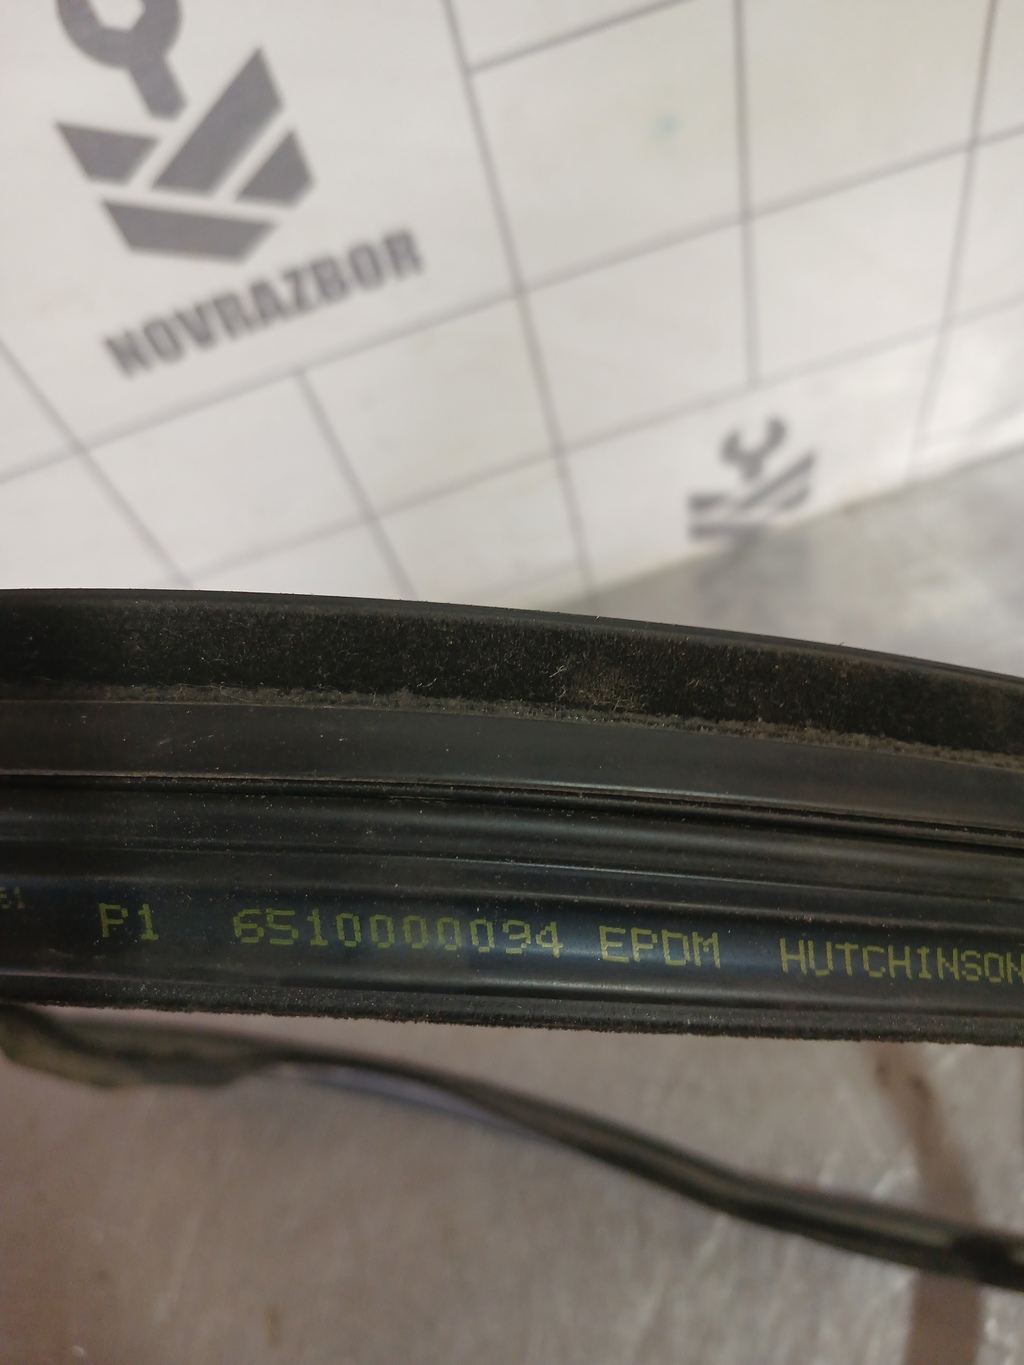 NOVRAZBOR
P1 6510000094 EPDM HUTCHINSON